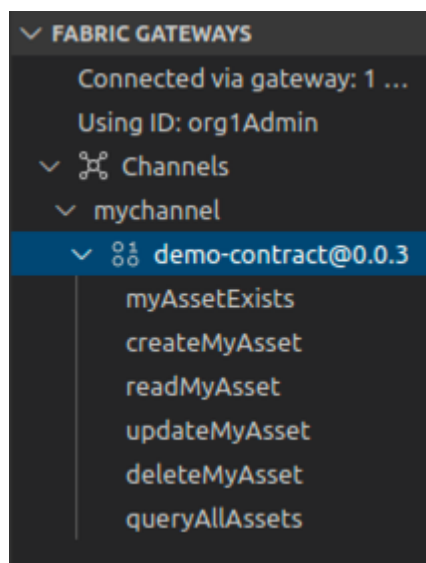 FABRIC GATEWAYS
Connected via gateway: 1 ...
Using ID: org1Admin
Channels
mychannel
demo-contract@0.0.3
myAssetExists
createMyAsset
readMyAsset
updateMyAsset
deleteMyAsset
queryAllAssets